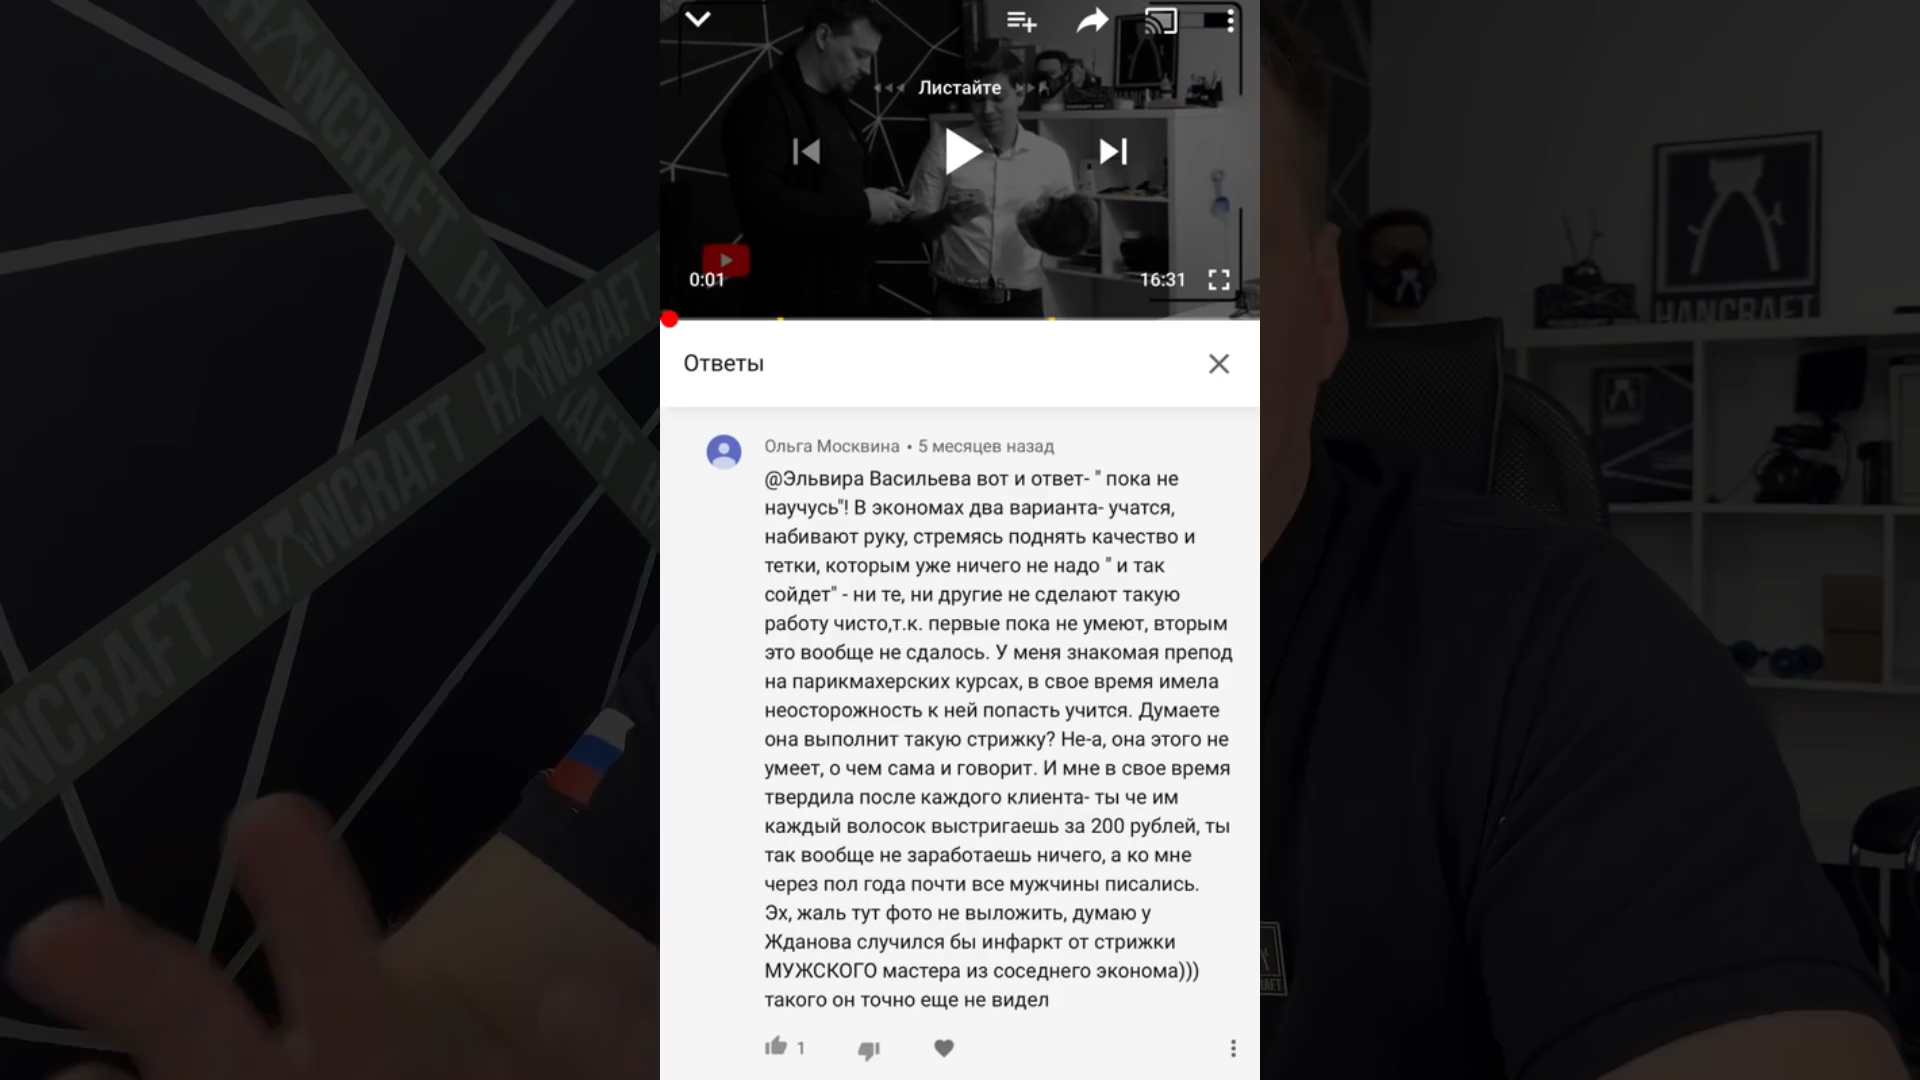 HANCRAFT
HANCRAFT
HANCRAFT
HANCRAFT
HANCRAFT
Листайте
0:01
16:31
HANCRAFT
Ответы
Ольга Москвина • 5 месяцев назад
@Эльвира Васильева вот и ответ- " пока не
научусь"! В экономах два варианта- учатся,
набивают руку, стремясь поднять качество и
тетки, которым уже ничего не надо " и так
сойдет" - ни те, ни другие не сделают такую
работу чисто,т.к. первые пока не умеют, вторым
это вообще не сдалось. У меня знакомая препод
на парикмахерских курсах, в свое время имела
неосторожность к ней попасть учится. Думаете
она выполнит такую стрижку? Не-а, она этого не
умеет, о чем сама и говорит. И мне в свое время
твердила после каждого клиента- ты че им
каждый волосок выстригаешь за 200 рублей, ты
так вообще не заработаешь ничего, а ко мне
через пол года почти все мужчины писались.
Эх, жаль тут фото не выложить, думаю у
Жданова случился бы инфаркт от стрижки
МУЖСКОГО мастера из соседнего эконома)))
такого он точно еще не видел
1